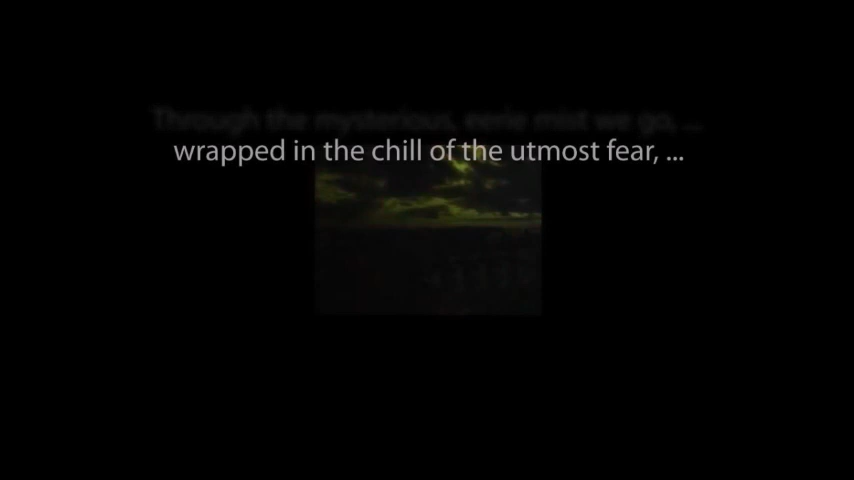 Through the mysterious, eerie mist we go, ...
wrapped in the chill of the utmost fear, ...